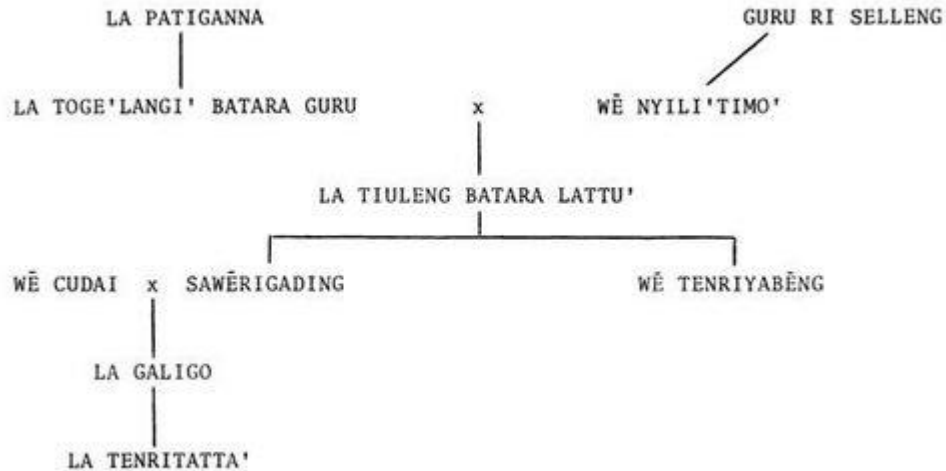 LA PATIGANNA GURU RI SELLENG
LA TOGE'LANGI' BATARA GURU x WĒ NYILI'TIMO'
LA TIULENG BATARA LATTU'
WĒ CUDAI x SAWĒRIGADING WĒ TENRIYABĒNG
LA GALIGO
LA TENRITATTA'